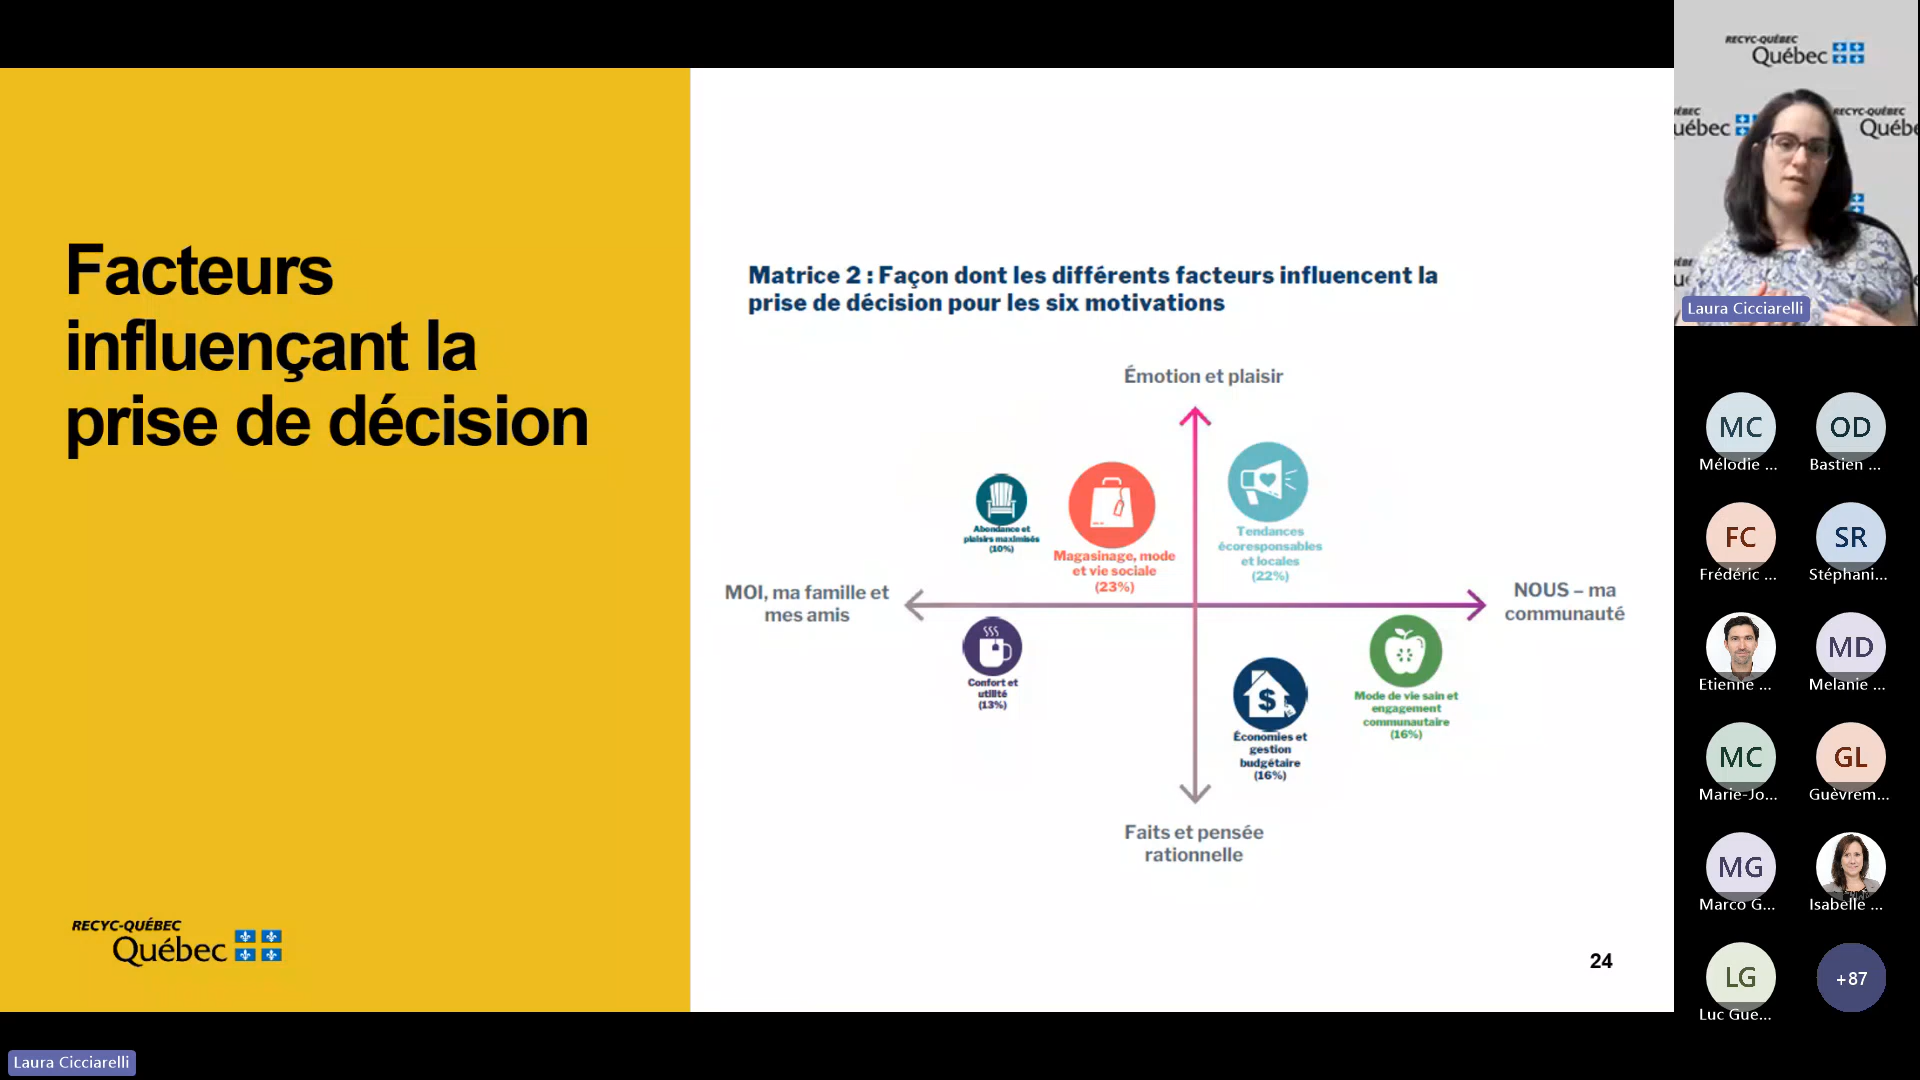 Facteurs
influençant la
prise de décision
RECYC-QUÉBEC
Québec
Matrice 2 : Façon dont les différents facteurs influencent la
prise de décision pour les six motivations
Émotion et plaisir
Abondance et
plaisirs maximisés
(10%)
Magasinage, mode
et vie sociale
(23%)
Tendances
écoresponsables
et locales
(22%)
MOI, ma famille et
mes amis
NOUS – ma
communauté
Confort et
utilité
(13%)
$
Économies et
gestion
budgétaire
(16%)
Mode de vie sain et
engagement
communautaire
(16%)
Faits et pensée
rationnelle
24
RECYC-QUÉBEC
Québec
ÉBEC
uébec
RECYC-QUÉBEC
Québe
Laura Cicciarelli
MC
Mélodie ...
OD
Bastien ...
FC
Frédéric ...
SR
Stéphani...
Etienne ...
MD
Melanie ...
MC
Marie-Jo...
GL
Guèvrem...
MG
Marco G...
Isabelle ...
LG
Luc Gue...
+87
Laura Cicciarelli